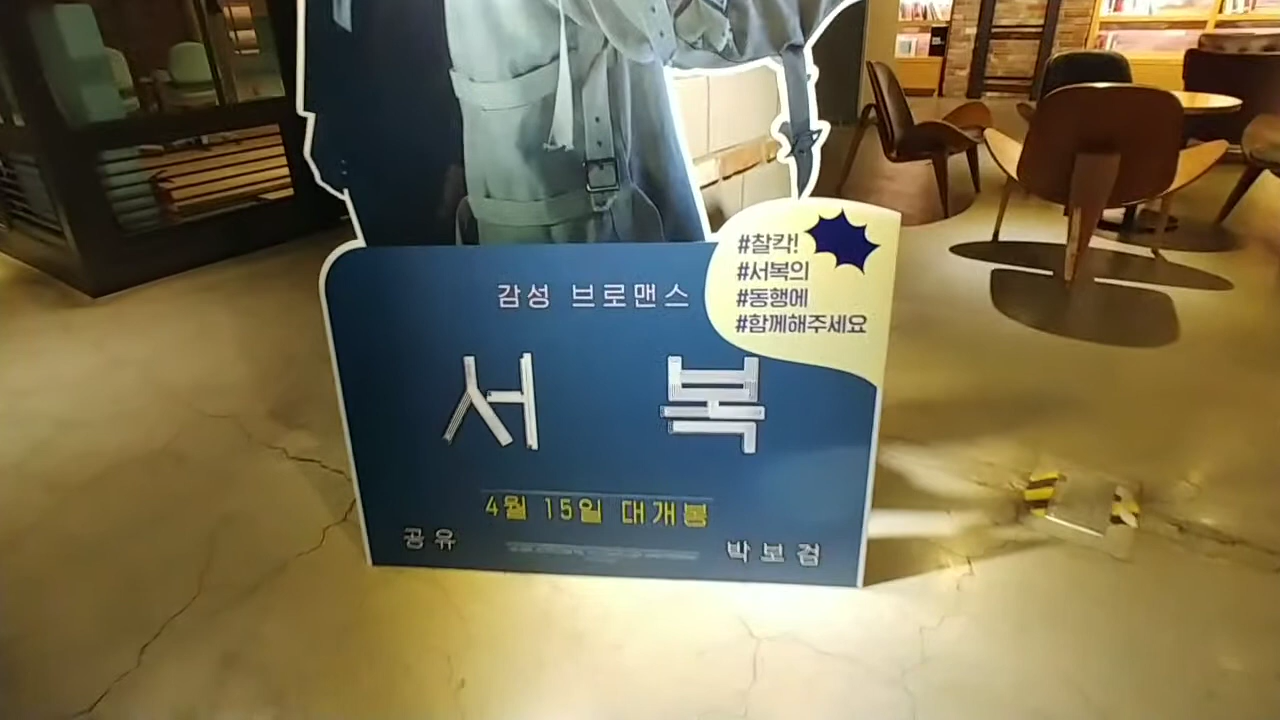 #찰칵!
#서복의
#동행에
#함께해주세요
감성 브로맨스
서 복
4월 15일 대개봉
공유
박보검